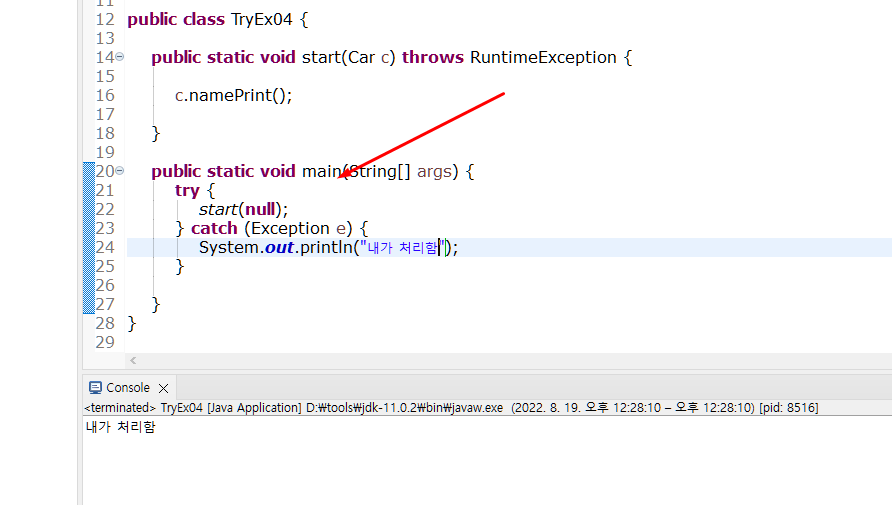 11
12 public class TryEx04 {
13
14 public static void start(Car c) throws RuntimeException {
15
16 c.namePrint();
17
18 }
19
20 public static void main(String[] args) {
21 try {
22 start(null);
23 } catch (Exception e) {
24 System.out.println("내가 처리함");
25 }
26
27 }
28 }
29
Console
<terminated> TryEx04 [Java Application] D:₩tools₩jdk-11.0.2₩bin₩javaw.exe (2022. 8. 19. 오후 12:28:10 – 오후 12:28:10) [pid: 8516]
내가 처리함